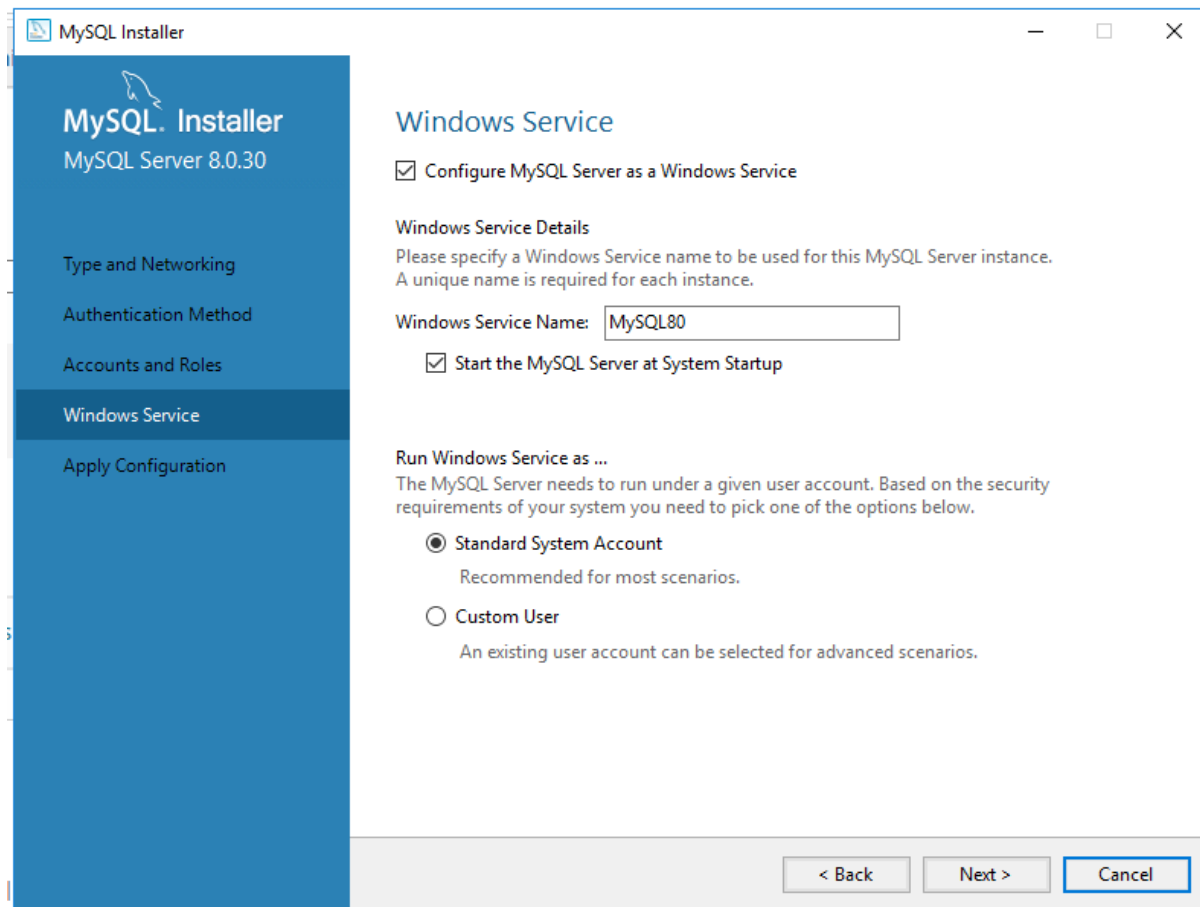 MySQL Installer
MySQL. Installer
MySQL Server 8.0.30
Type and Networking
Authentication Method
Accounts and Roles
Windows Service
Apply Configuration
Windows Service
Configure MySQL Server as a Windows Service
Windows Service Details
Please specify a Windows Service name to be used for this MySQL Server instance.
A unique name is required for each instance.
Windows Service Name: MySQL80
Start the MySQL Server at System Startup
Run Windows Service as ...
The MySQL Server needs to run under a given user account. Based on the security
requirements of your system you need to pick one of the options below.
Standard System Account
Recommended for most scenarios.
Custom User
An existing user account can be selected for advanced scenarios.
< Back Next > Cancel